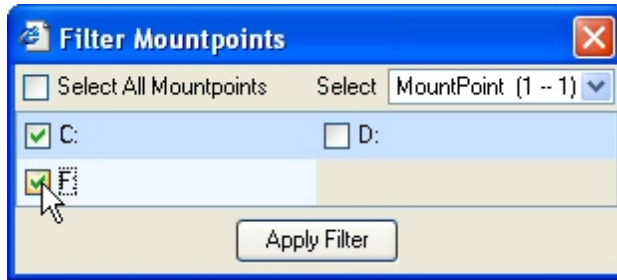 Filter Mountpoints
Select All Mountpoints Select MountPoint (1 -- 1)
C: D:
F:
Apply Filter